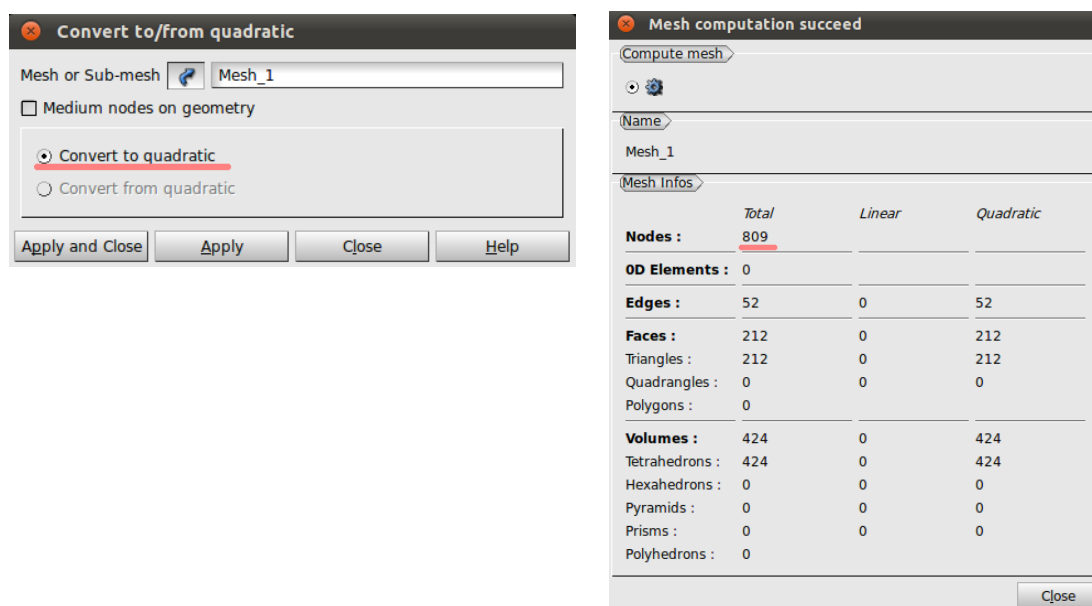 Convert to/from quadratic
Mesh or Sub-mesh Mesh_1
Medium nodes on geometry
Convert to quadratic
Convert from quadratic
Apply and Close Apply Close Help
Mesh computation succeed
Compute mesh
Name
Mesh_1
Mesh Infos
Total Linear Quadratic
Nodes : 809
0D Elements : 0
Edges : 52 0 52
Faces : 212 0 212
Triangles : 212 0 212
Quadrangles : 0 0 0
Polygons : 0
Volumes : 424 0 424
Tetrahedrons : 424 0 424
Hexahedrons : 0 0 0
Pyramids : 0 0 0
Prisms : 0 0 0
Polyhedrons : 0
Close